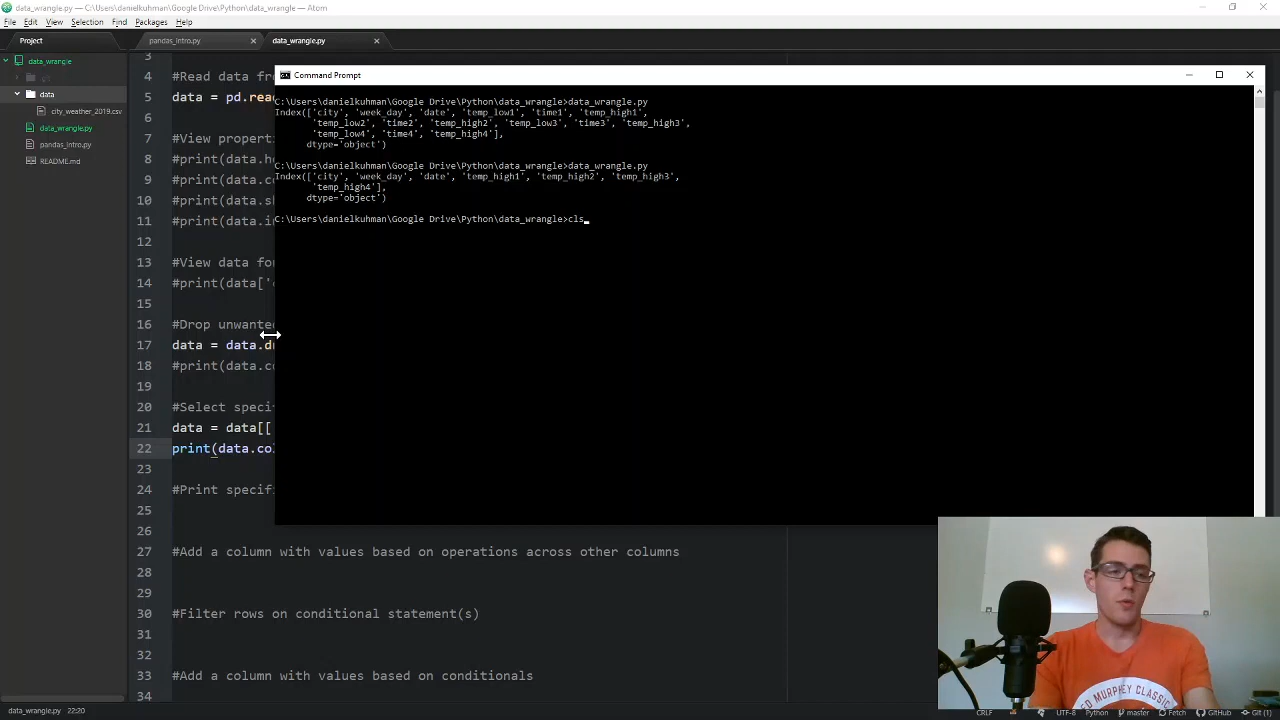 data_wrangle.py — C:\Users\danielkuhman\Google Drive\Python\data_wrangle — Atom
File Edit View Selection Find Packages Help
Project
pandas_intro.py
data_wrangle.py
data_wrangle
data
city_weather_2019.csv
data_wrangle.py
pandas_intro.py
README.md
3
4 #Read data fro
5 data = pd.rea
6
7 #View propert
8 #print(data.h
9 #print(data.c
10 #print(data.s
11 #print(data.i
12
13 #View data fo
14 #print(data['
15
16 #Drop unwante
17 data = data.d
18 #print(data.c
19
20 #Select speci
21 data = data[[
22 print(data.co
23
24 #Print specif
25
26
27 #Add a column with values based on operations across other columns
28
29
30 #Filter rows on conditional statement(s)
31
32
33 #Add a column with values based on conditionals
34
Command Prompt
C:\Users\danielkuhman\Google Drive\Python\data_wrangle>data_wrangle.py
Index(['city', 'week_day', 'date', 'temp_low1', 'time1', 'temp_high1',
'temp_low2', 'time2', 'temp_high2', 'temp_low3', 'time3', 'temp_high3',
'temp_low4', 'time4', 'temp_high4'],
dtype='object')
C:\Users\danielkuhman\Google Drive\Python\data_wrangle>data_wrangle.py
Index(['city', 'week_day', 'date', 'temp_high1', 'temp_high2', 'temp_high3',
'temp_high4'],
dtype='object')
C:\Users\danielkuhman\Google Drive\Python\data_wrangle>cls_
MURPHEY CLASSIC
data_wrangle.py 22:20
CRLF UTF-8 Python master Fetch GitHub Git (1)